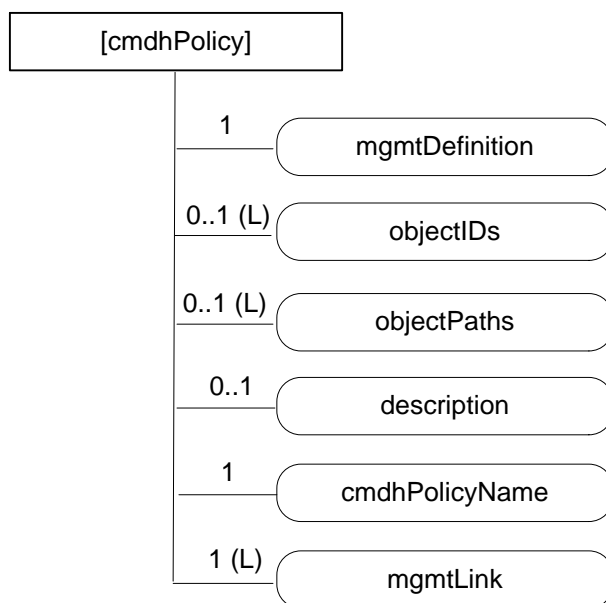 [cmdhPolicy]
1
mgmtDefinition
0..1 (L)
objectIDs
0..1 (L)
objectPaths
0..1
description
1
cmdhPolicyName
1 (L)
mgmtLink